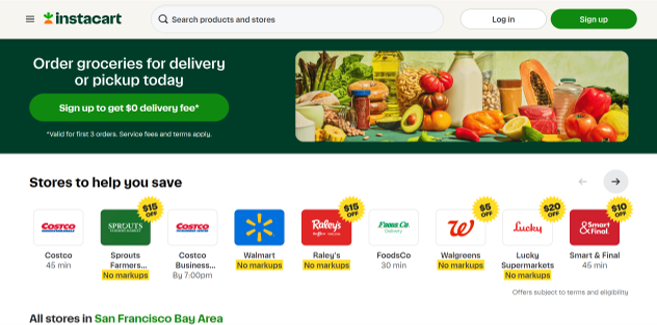 instacart
Search products and stores
Log in
Sign up
Order groceries for delivery
or pickup today
Sign up to get $0 delivery fee*
*Valid for first 3 orders. Service fees and terms apply.
Stores to help you save
$15 OFF
$15 OFF
$5 OFF
$20 OFF
$10 OFF
COSTCO
SPROUTS
COSTCO
Raley's
FoodsCo
Delivery
W
Lucky
&Smart
Final
Costco
45 min
Sprouts
Farmers...
No markups
Costco
Business...
By 7:00pm
Walmart
No markups
Raley's
No markups
FoodsCo
30 min
Walgreens
No markups
Lucky
Supermarkets
No markups
Smart & Final
45 min
Offers subject to terms and eligibility
All stores in San Francisco Bay Area